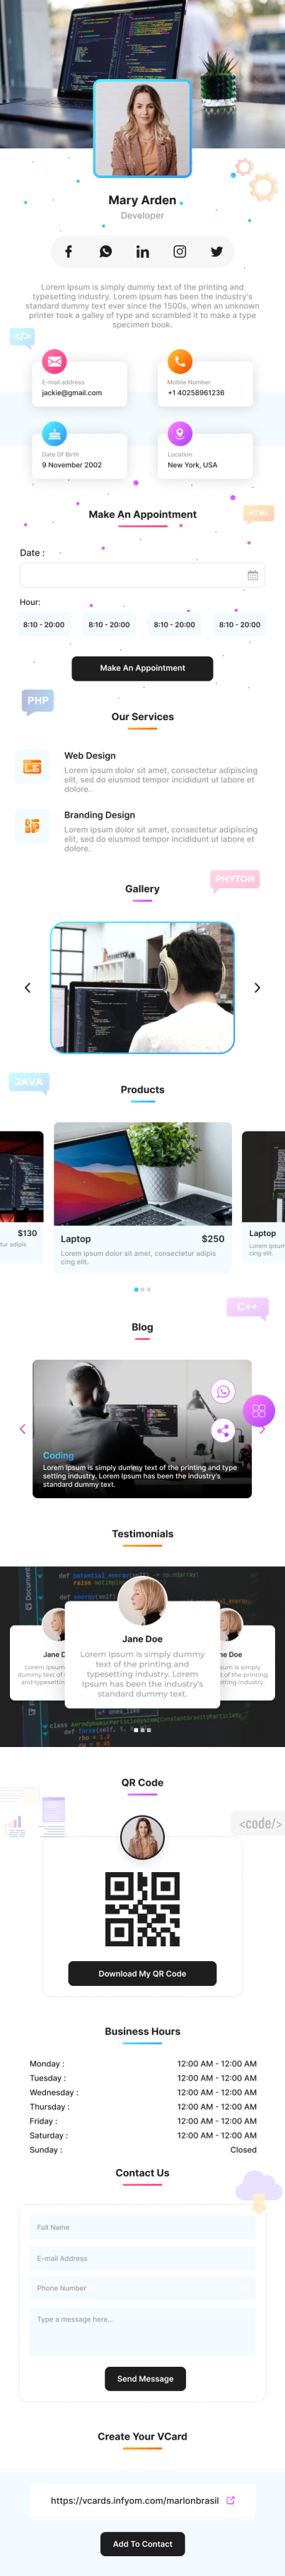 Mary Arden
Developer
Lorem Ipsum is simply dummy text of the printing and
typesetting industry. Lorem Ipsum has been the industry's
standard dummy text ever since the 1500s, when an unknown
printer took a galley of type and scrambled it to make a type
specimen book.
</>
E-mail address
jackie@gmail.com
Mobile Number
+1 40258961236
Date Of Birth
9 November 2002
Location
New York, USA
Make An Appointment
HTML
Date :
Hour:
8:10 - 20:00
8:10 - 20:00
8:10 - 20:00
8:10 - 20:00
Make An Appointment
PHP
Our Services
Web Design
Lorem ipsum dolor sit amet, consectetur adipiscing
elit, sed do eiusmod tempor incididunt ut labore et
dolore.
Branding Design
Lorem ipsum dolor sit amet, consectetur adipiscing
elit, sed do eiusmod tempor incididunt ut labore et
dolore.
PHYTON
Gallery
JAVA
Products
$130
tur adipis
Laptop
$250
Lorem ipsum dolor sit amet, consectetur adipis
cing elit.
Laptop
Lorem ipsum
cing elit.
C++
Blog
Coding
Lorem Ipsum is simply dummy text of the printing and type
setting industry. Lorem Ipsum has been the industry's
standard dummy text.
Testimonials
def potential_energy(self) -> np.ndarray:
raise NotImplemented
Document
Jane Doe
Lorem Ipsum is simply dummy
text of the printing and
typesetting industry. Lorem
Ipsum has been the industry's
standard dummy text.
Jane D
Lorem Ipsum
dummy text of
and typesettin
ne Doe
m is simply
of the printing
tting industry.
QR Code
<code/>
Download My QR Code
Business Hours
Monday : 12:00 AM - 12:00 AM
Tuesday : 12:00 AM - 12:00 AM
Wednesday : 12:00 AM - 12:00 AM
Thursday : 12:00 AM - 12:00 AM
Friday : 12:00 AM - 12:00 AM
Saturday : 12:00 AM - 12:00 AM
Sunday : Closed
Contact Us
Full Name
E-mail Address
Phone Number
Type a message here...
Send Message
Create Your VCard
https://vcards.infyom.com/marlonbrasil
Add To Contact